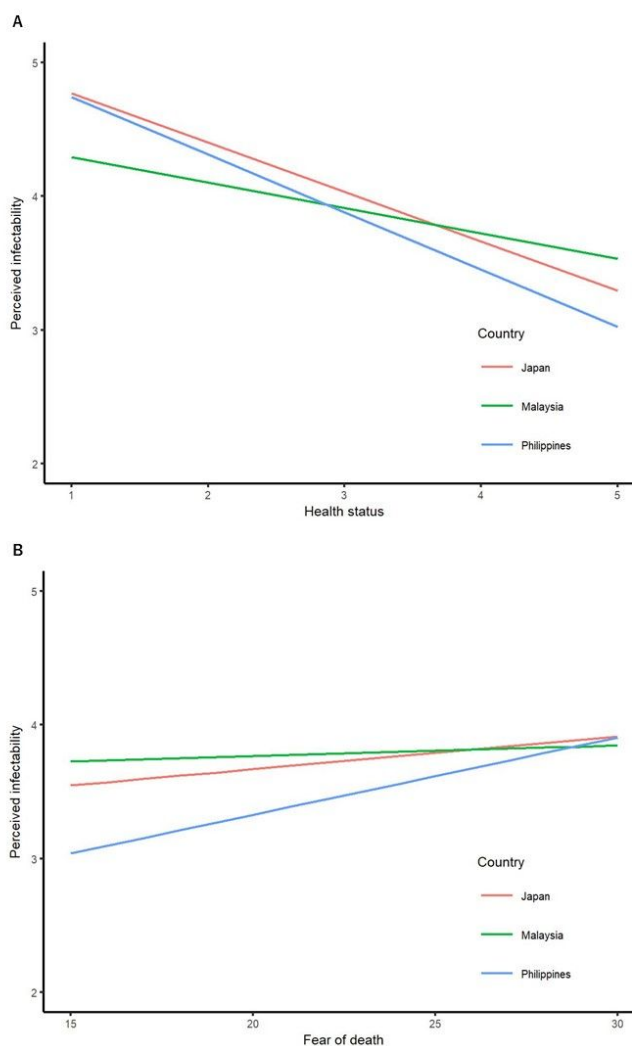 A
5
4
3
2
Perceived infectability
Country
Japan
Malaysia
Philippines
1 2 3 4 5
Health status
B
5
4
3
2
Perceived infectability
Country
Japan
Malaysia
Philippines
15 20 25 30
Fear of death